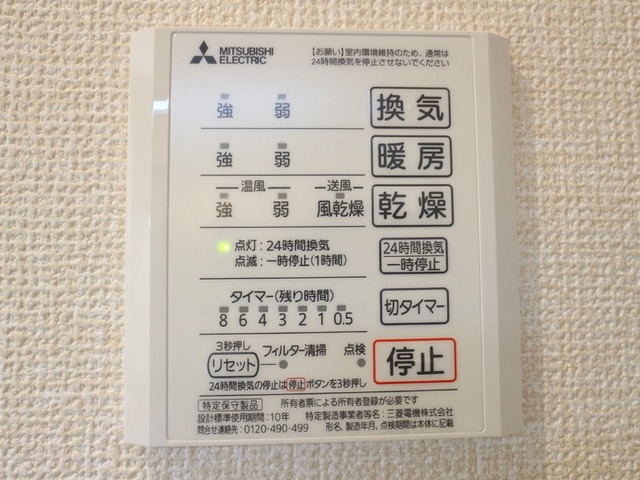 MITSUBISHI
ELECTRIC
【お願い】室内環境維持のため、通常は
24時間換気を停止させないでください
強 弱 換気
強 弱 暖房
温風 送風
強 弱 風乾燥 乾燥
点灯：24時間換気
点滅：一時停止(1時間)
24時間換気
一時停止
タイマー(残り時間)
8 6 4 3 2 1 0.5
切タイマー
3秒押し
リセット フィルター清掃 点検
停止
24時間換気の停止は停止ボタンを3秒押し
特定保守製品 所有者票による所有者登録が必要です
設計標準使用期間：10年 特定製造事業者等名：三菱電機株式会社
問合せ連絡先：0120-490-499 形名、製造年月、点検期間は本体に記載